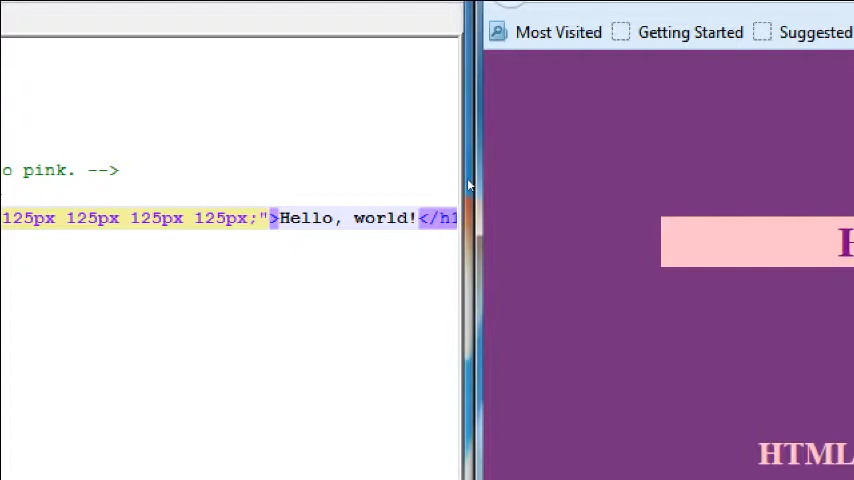 Most Visited Getting Started Suggested
o pink. -->
125px 125px 125px 125px;">Hello, world!</h1
H
HTML